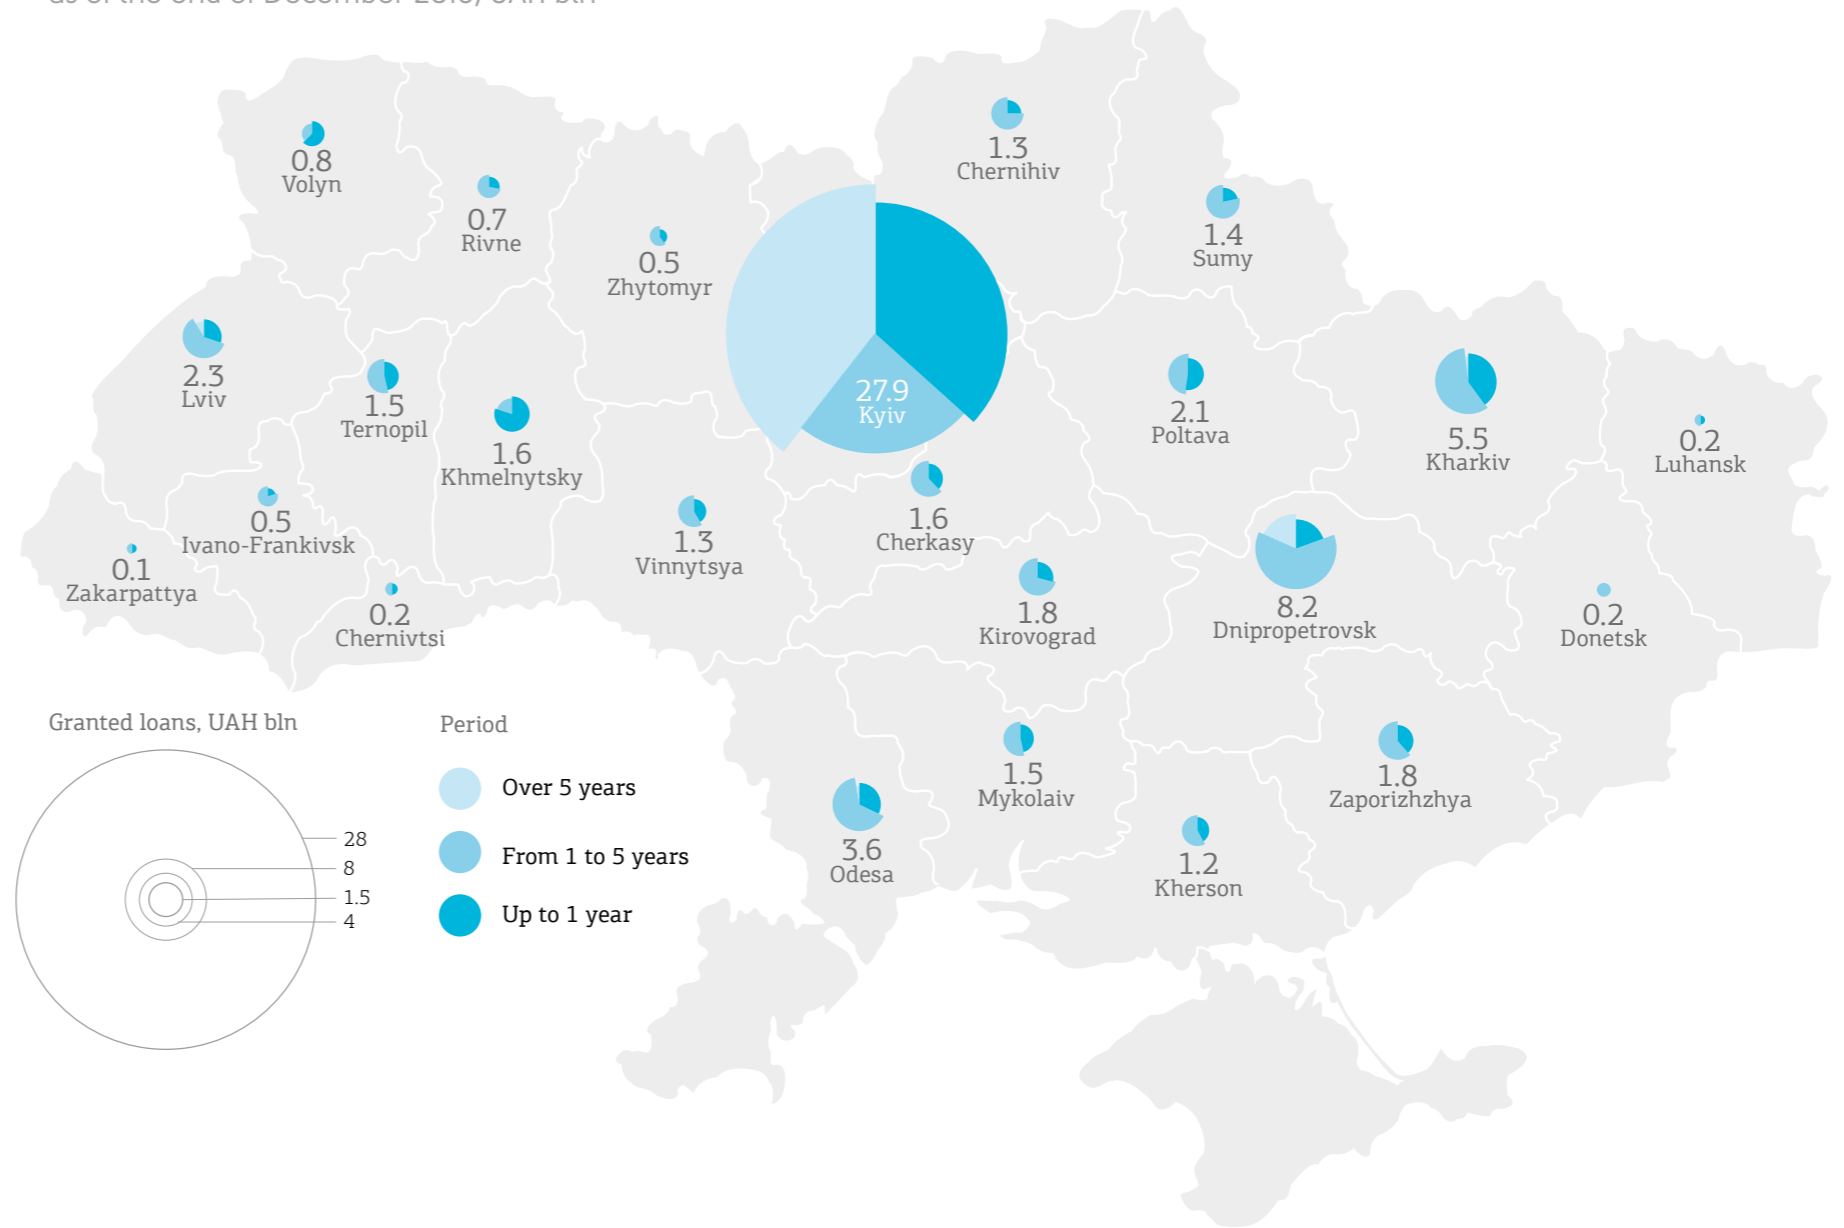 1.3
Chernihiv
0.8
Volyn
0.7
Rivne
0.5
Zhytomyr
1.4
Sumy
2.3
Lviv
1.5
Ternopil
1.6
Khmelnytsky
27.9
Kyiv
2.1
Poltava
5.5
Kharkiv
0.2
Luhansk
0.5
Ivano-Frankivsk
0.1
Zakarpattya
0.2
Chernivtsi
1.3
Vinnytsya
1.6
Cherkasy
1.8
Kirovograd
8.2
Dnipropetrovsk
0.2
Donetsk
3.6
Odesa
1.5
Mykolaiv
1.2
Kherson
1.8
Zaporizhzhya
Granted loans, UAH bln
28
8
1.5
4
Period
Over 5 years
From 1 to 5 years
Up to 1 year